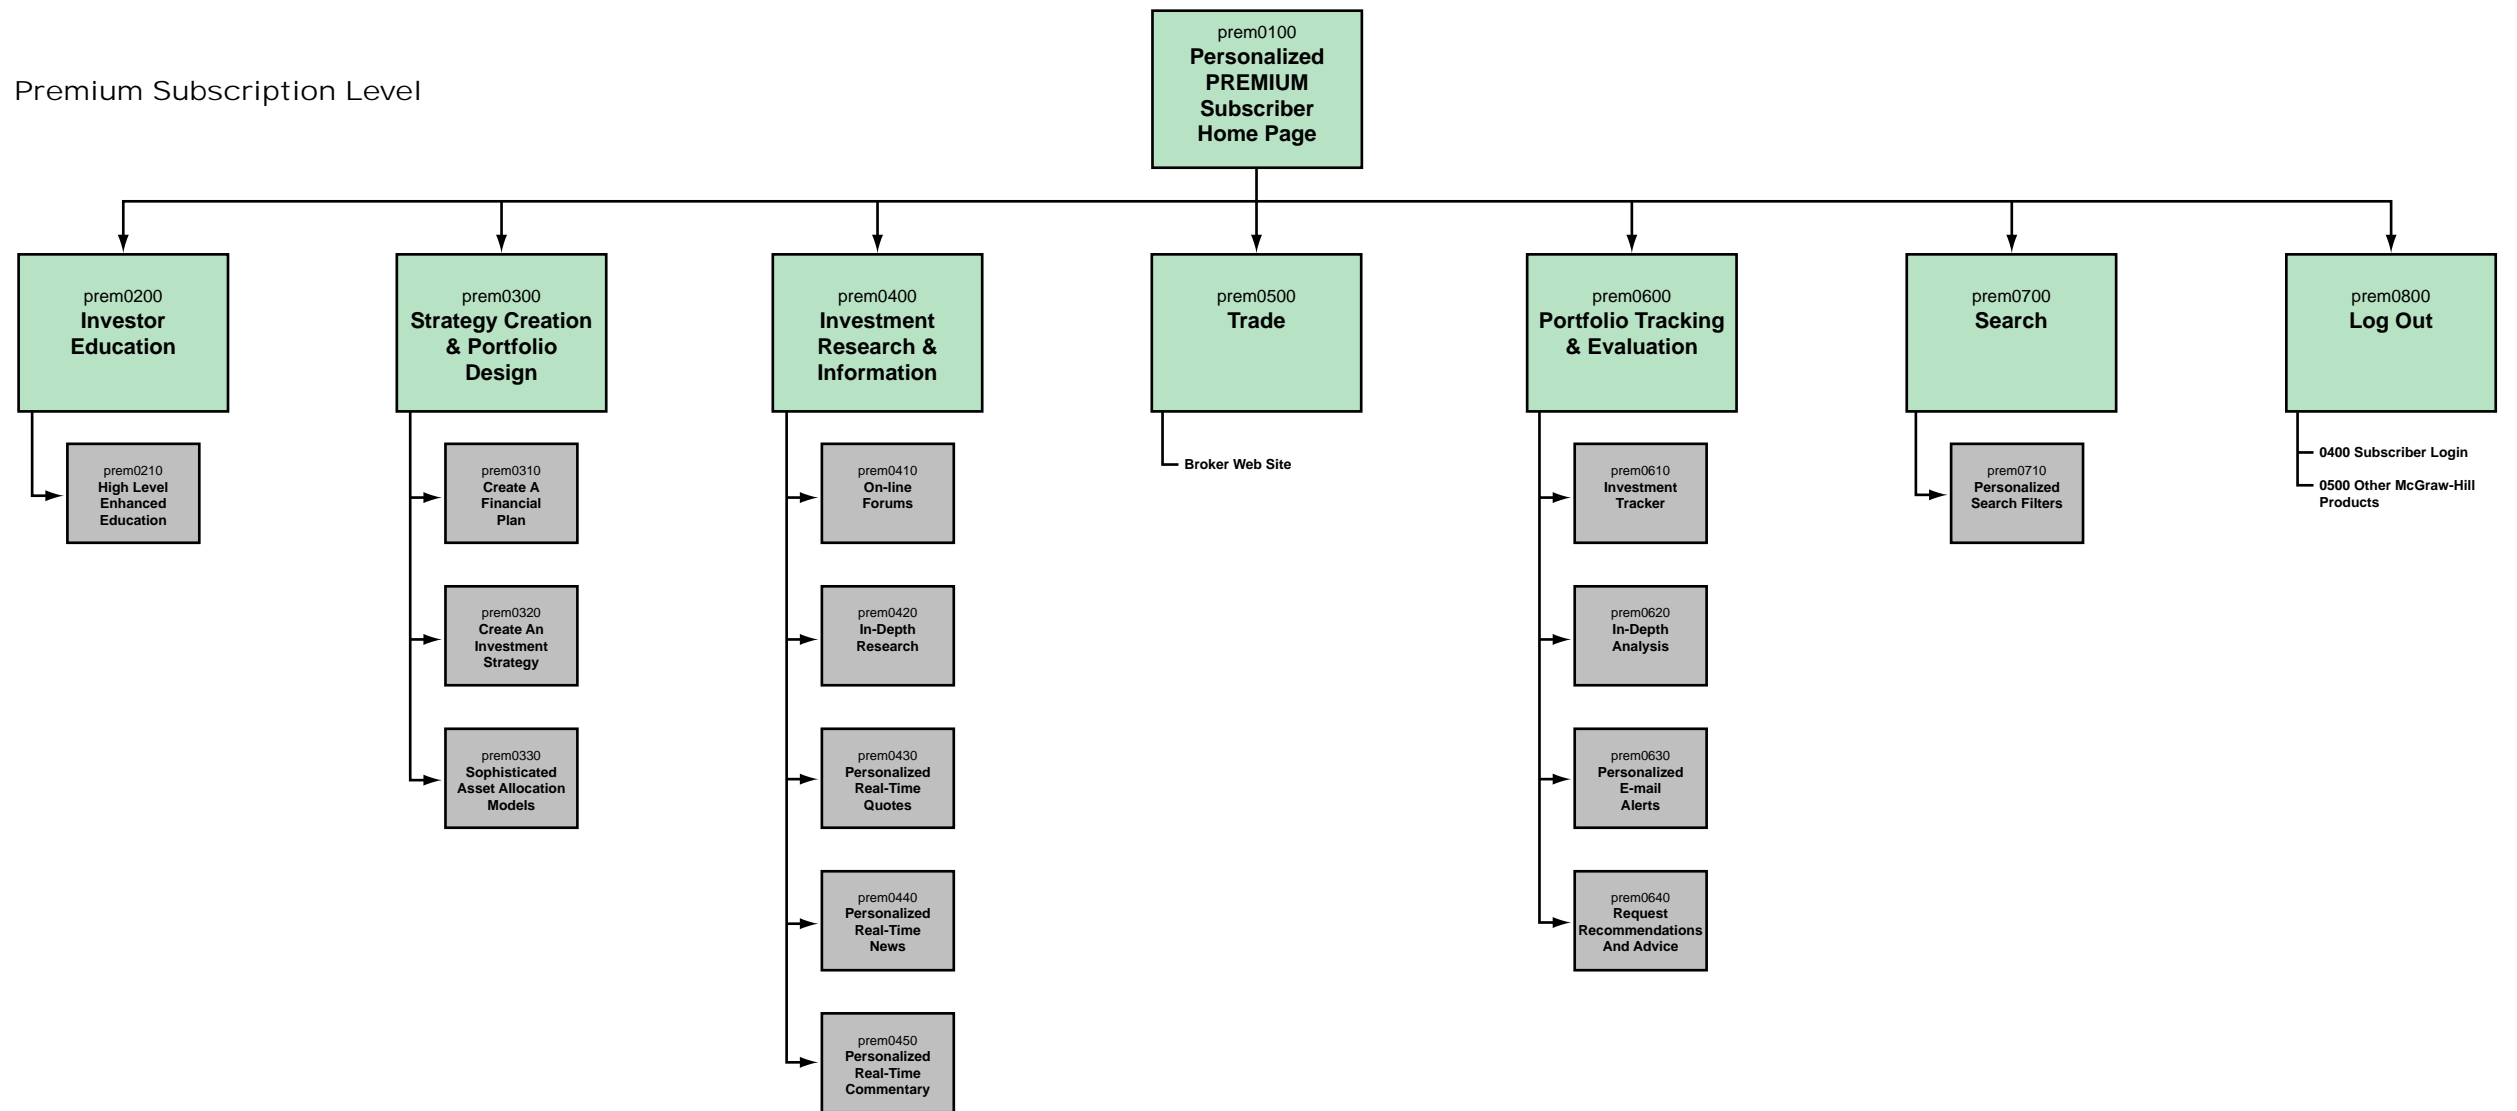 Premium Subscription Level
prem0100
Personalized
PREMIUM
Subscriber
Home Page
prem0200
Investor
Education
prem0300
Strategy Creation
& Portfolio
Design
prem0400
Investment
Research &
Information
prem0500
Trade
prem0600
Portfolio Tracking
& Evaluation
prem0700
Search
prem0800
Log Out
prem0210
High Level
Enhanced
Education
prem0310
Create A
Financial
Plan
prem0320
Create An
Investment
Strategy
prem0330
Sophisticated
Asset Allocation
Models
prem0410
On-line
Forums
prem0420
In-Depth
Research
prem0430
Personalized
Real-Time
Quotes
prem0440
Personalized
Real-Time
News
prem0450
Personalized
Real-Time
Commentary
Broker Web Site
prem0610
Investment
Tracker
prem0620
In-Depth
Analysis
prem0630
Personalized
E-mail
Alerts
prem0640
Request
Recommendations
And Advice
prem0710
Personalized
Search Filters
0400 Subscriber Login
0500 Other McGraw-Hill
Products